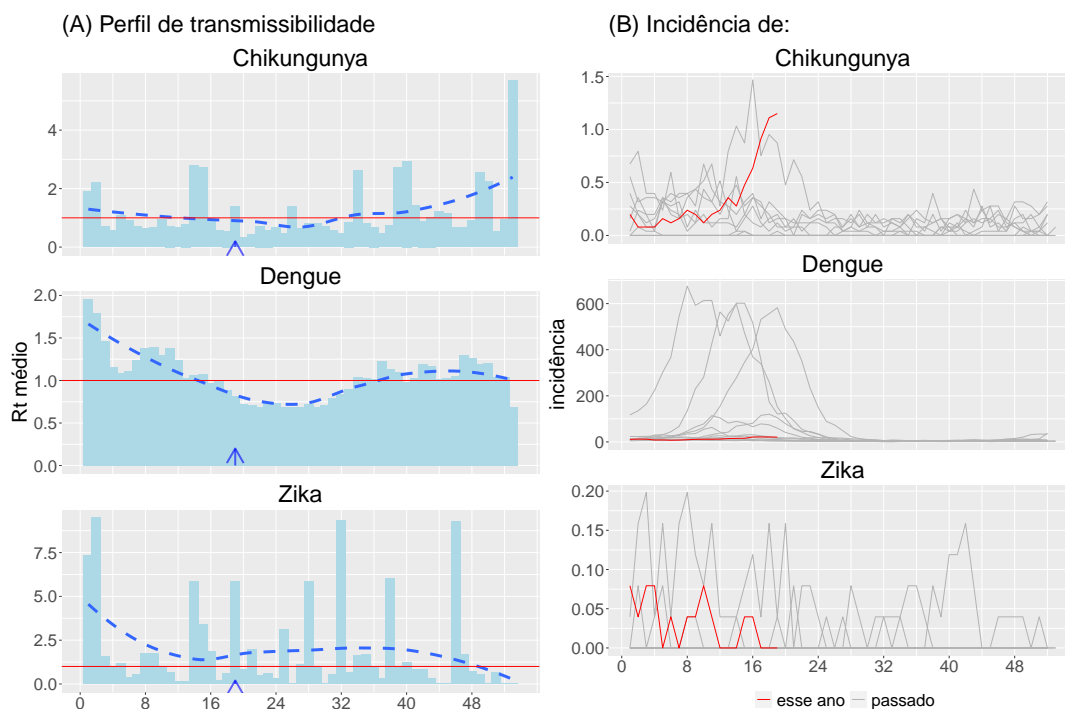 (A) Perfil de transmissibilidade
Chikungunya
4
2
0
Dengue
2.0
1.5
1.0
0.5
0.0
Rt médio
Zika
7.5
5.0
2.5
0.0
0 8 16 24 32 40 48
(B) Incidência de:
Chikungunya
1.5
1.0
0.5
0.0
Dengue
600
400
200
0
incidência
Zika
0.20
0.15
0.10
0.05
0.00
0 8 16 24 32 40 48
esse ano passado